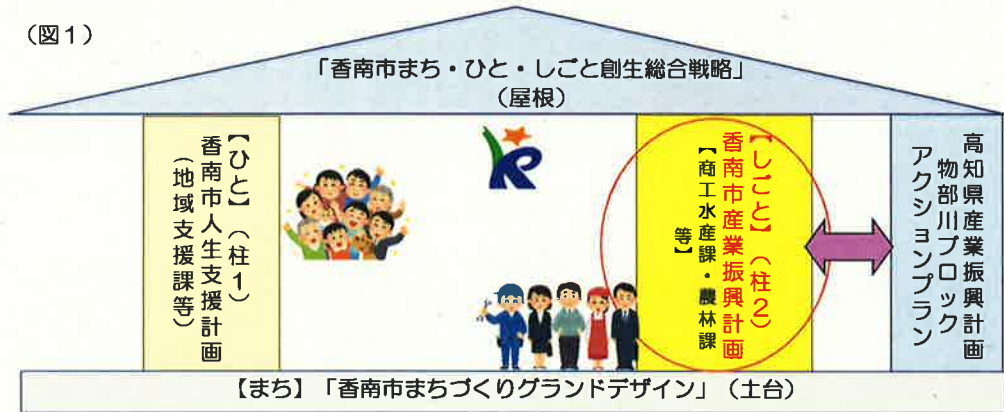 (図1)
「香南市まち・ひと・しごと創生総合戦略」
(屋根)
【ひと】(柱1)
香南市人生支援計画
(地域支援課等)
【しごと】(柱2)
香南市産業振興計画
【商工水産課・農林課
等】
高知県産業振興計画
物部川ブロック
アクションプラン
【まち】「香南市まちづくりグランドデザイン」(土台)